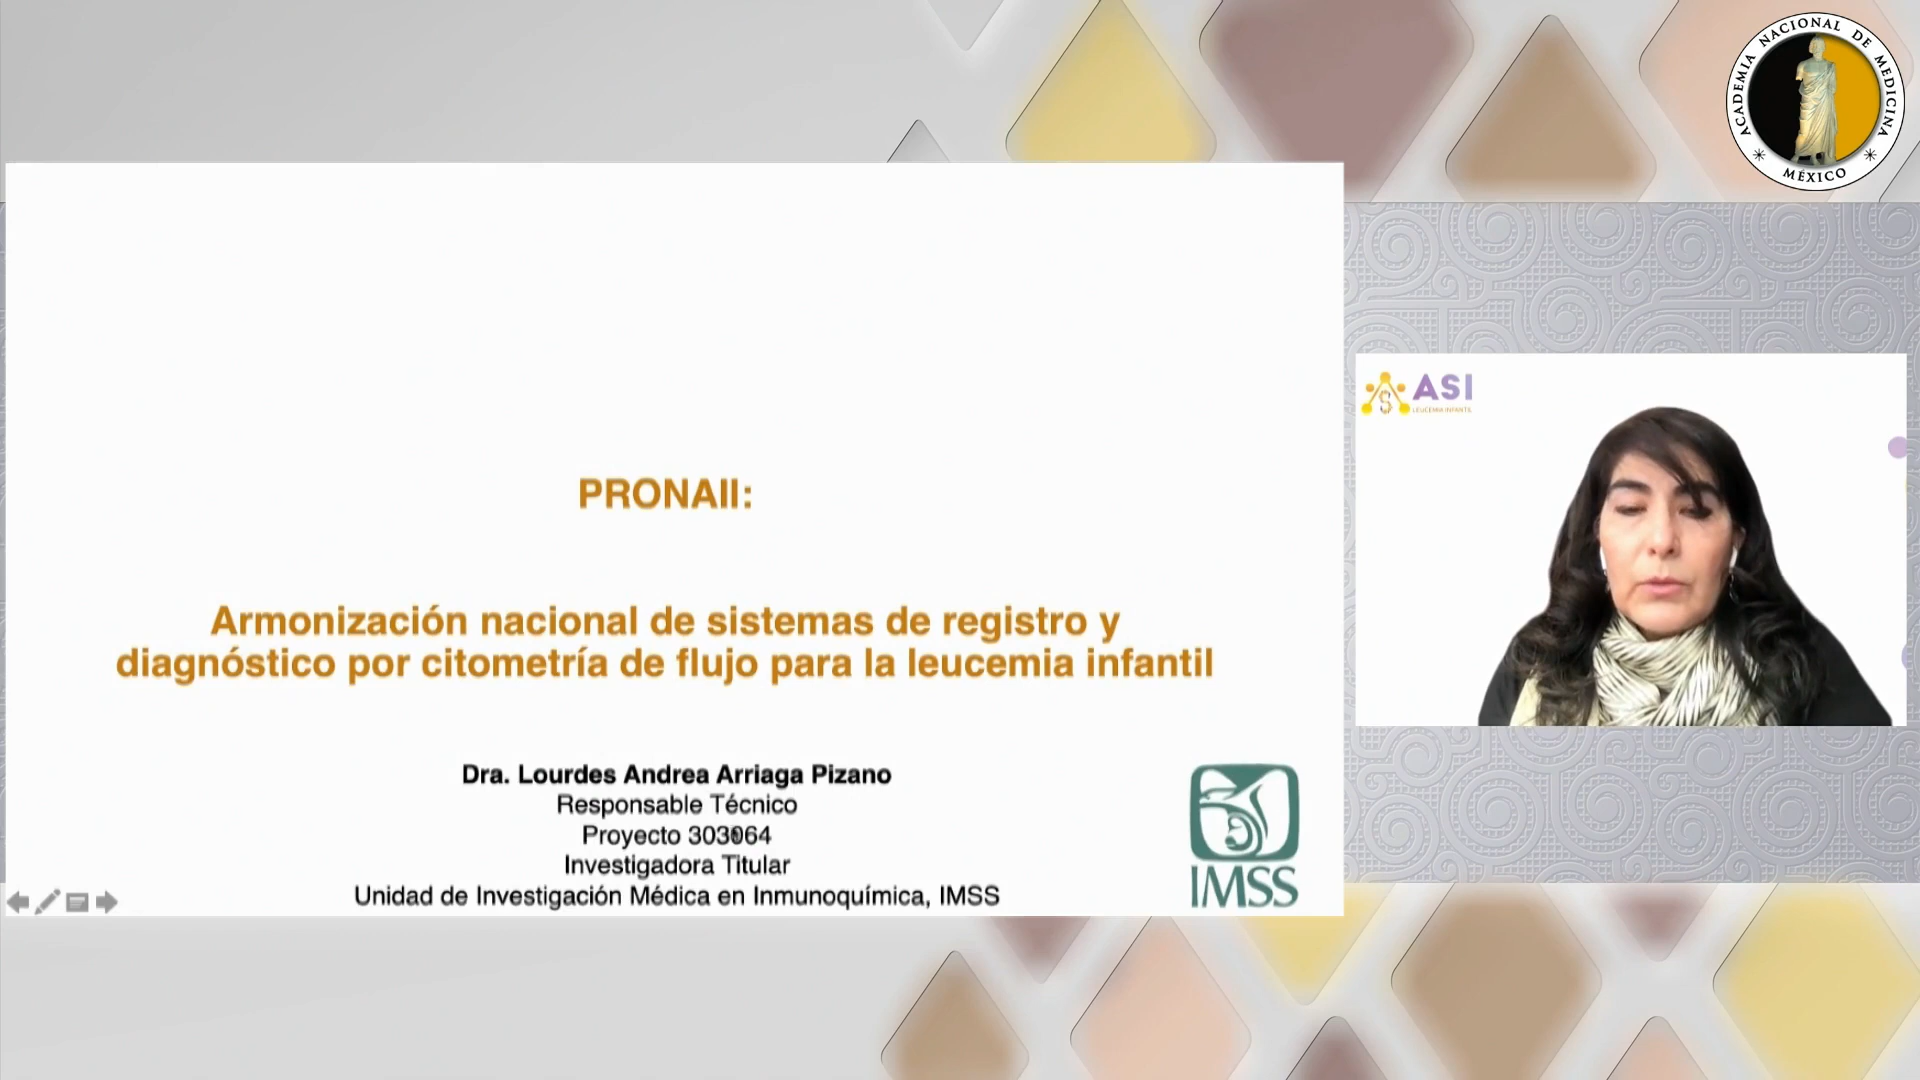 ACADEMIA NACIONAL DE MEDICINA
MÉXICO
PRONAII:
Armonización nacional de sistemas de registro y
diagnóstico por citometría de flujo para la leucemia infantil
Dra. Lourdes Andrea Arriaga Pizano
Responsable Técnico
Proyecto 303064
Investigadora Titular
Unidad de Investigación Médica en Inmunoquímica, IMSS
IMSS
ASI
LEUCEMIA INFANTIL